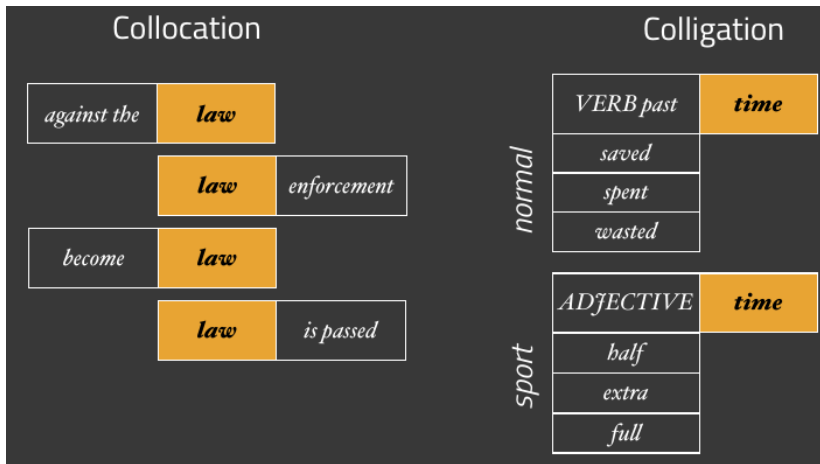 Collocation
against the law
law enforcement
become law
law is passed
Colligation
normal
VERB past time
saved
spent
wasted
sport
ADJECTIVE time
half
extra
full